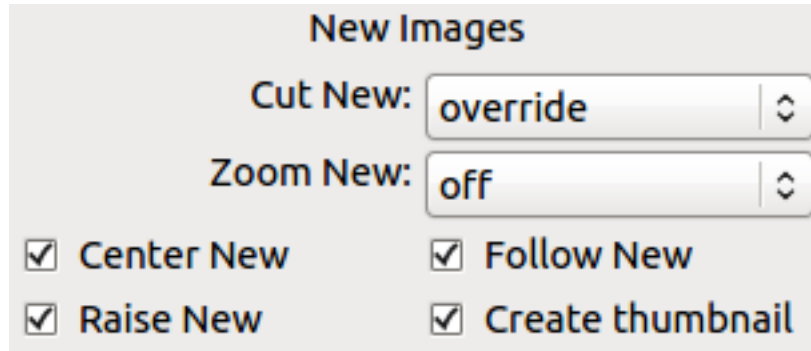 New Images
Cut New: override
Zoom New: off
Center New Follow New
Raise New Create thumbnail